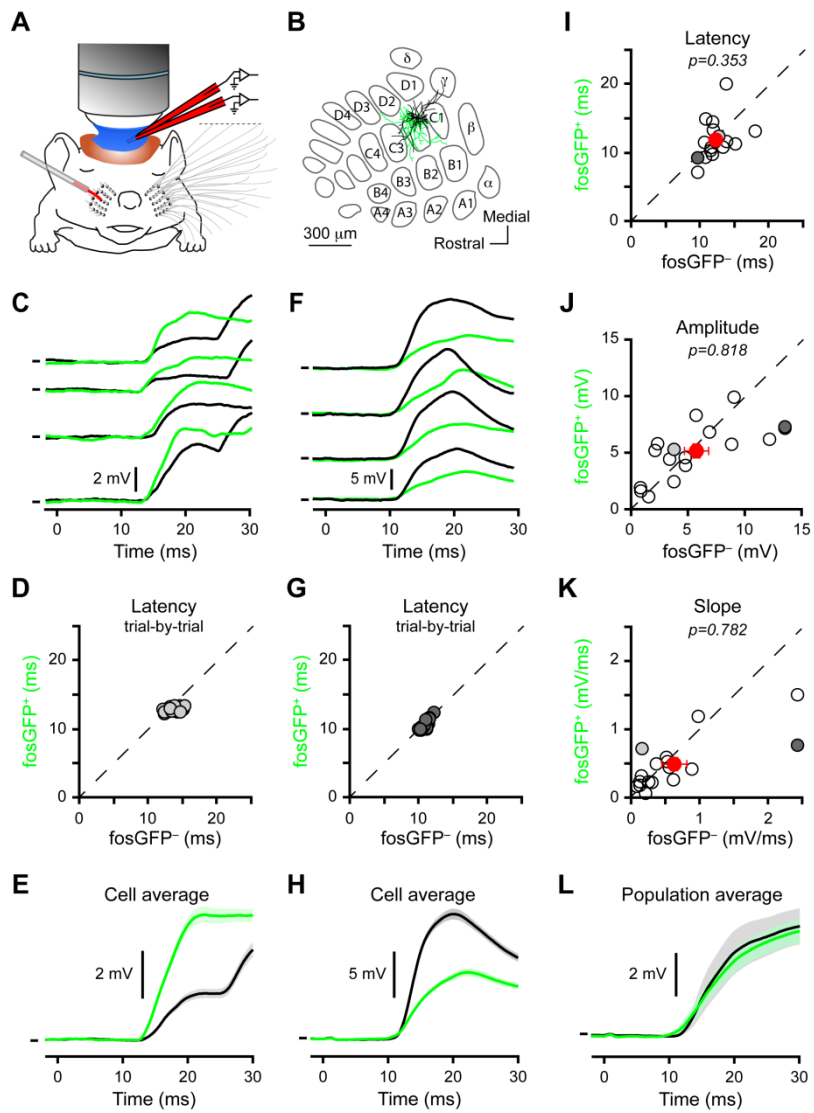 A
B
δ
D1
γ
D2
D3
D4
C1
β
C3
C4
B1
B2
B3
α
B4
A4
A3
A2
A1
300 μm
Medial
Rostral
I
Latency
p=0.353
fosGFP⁺ (ms)
20
10
0
0
10
20
fosGFP⁻ (ms)
C
2 mV
0
10
20
30
Time (ms)
F
5 mV
0
10
20
30
Time (ms)
J
Amplitude
p=0.818
fosGFP⁺ (mV)
15
10
5
0
0
5
10
15
fosGFP⁻ (mV)
D
Latency
trial-by-trial
fosGFP⁺ (ms)
20
10
0
0
10
20
fosGFP⁻ (ms)
G
Latency
trial-by-trial
20
10
0
0
10
20
fosGFP⁻ (ms)
K
Slope
p=0.782
fosGFP⁺ (mV/ms)
2
1
0
0
1
2
fosGFP⁻ (mV/ms)
E
Cell average
2 mV
0
10
20
30
Time (ms)
H
Cell average
5 mV
0
10
20
30
Time (ms)
L
Population average
2 mV
0
10
20
30
Time (ms)